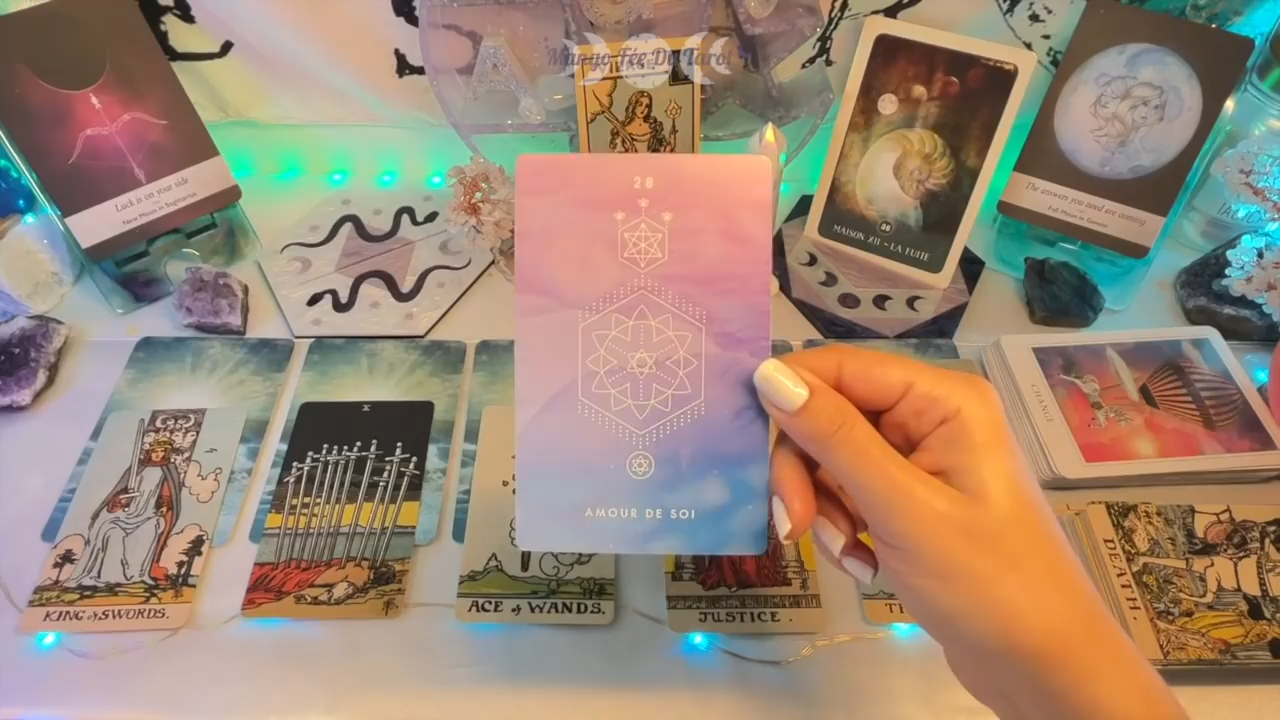 Mango Fée Du Tarot
Luck is on your side
New Moon in Sagittarius
28
MAISON XII - LA FUITE
The answers you need are coming
Full Moon in Gemini
CHANGE
AMOUR DE SOI
X
KING of SWORDS.
ACE of WANDS.
JUSTICE.
DEATH.